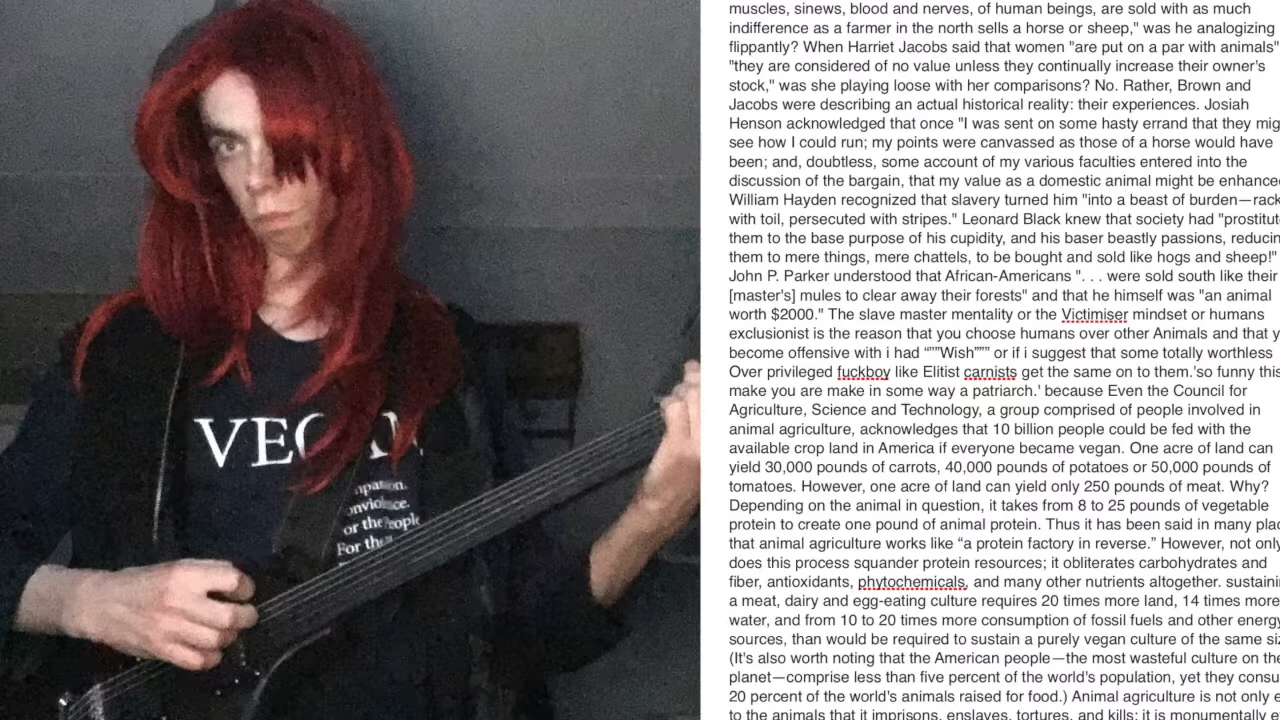 VEGAN
mpassion.
onviolence.
or the People
For the
muscles, sinews, blood and nerves, of human beings, are sold with as much
indifference as a farmer in the north sells a horse or sheep," was he analogizing
flippantly? When Harriet Jacobs said that women "are put on a par with animals"
"they are considered of no value unless they continually increase their owner's
stock," was she playing loose with her comparisons? No. Rather, Brown and
Jacobs were describing an actual historical reality: their experiences. Josiah
Henson acknowledged that once "I was sent on some hasty errand that they mig
see how I could run; my points were canvassed as those of a horse would have
been; and, doubtless, some account of my various faculties entered into the
discussion of the bargain, that my value as a domestic animal might be enhanced
William Hayden recognized that slavery turned him "into a beast of burden—rack
with toil, persecuted with stripes." Leonard Black knew that society had "prostitut
them to the base purpose of his cupidity, and his baser beastly passions, reducin
them to mere things, mere chattels, to be bought and sold like hogs and sheep!"
John P. Parker understood that African-Americans ". . . were sold south like their
[master's] mules to clear away their forests" and that he himself was "an animal
worth $2000." The slave master mentality or the Victimiser mindset or humans
exclusionist is the reason that you choose humans over other Animals and that y
become offensive with i had “””Wish””” or if i suggest that some totally worthless
Over privileged fuckboy like Elitist carnists get the same on to them.'so funny this
make you are make in some way a patriarch.' because Even the Council for
Agriculture, Science and Technology, a group comprised of people involved in
animal agriculture, acknowledges that 10 billion people could be fed with the
available crop land in America if everyone became vegan. One acre of land can
yield 30,000 pounds of carrots, 40,000 pounds of potatoes or 50,000 pounds of
tomatoes. However, one acre of land can yield only 250 pounds of meat. Why?
Depending on the animal in question, it takes from 8 to 25 pounds of vegetable
protein to create one pound of animal protein. Thus it has been said in many plac
that animal agriculture works like “a protein factory in reverse.” However, not only
does this process squander protein resources; it obliterates carbohydrates and
fiber, antioxidants, phytochemicals, and many other nutrients altogether. sustainin
a meat, dairy and egg-eating culture requires 20 times more land, 14 times more
water, and from 10 to 20 times more consumption of fossil fuels and other energy
sources, than would be required to sustain a purely vegan culture of the same siz
(It's also worth noting that the American people—the most wasteful culture on the
planet—comprise less than five percent of the world's population, yet they consu
20 percent of the world's animals raised for food.) Animal agriculture is not only e
to the animals that it imprisons, enslaves, tortures, and kills; it is monumentally e